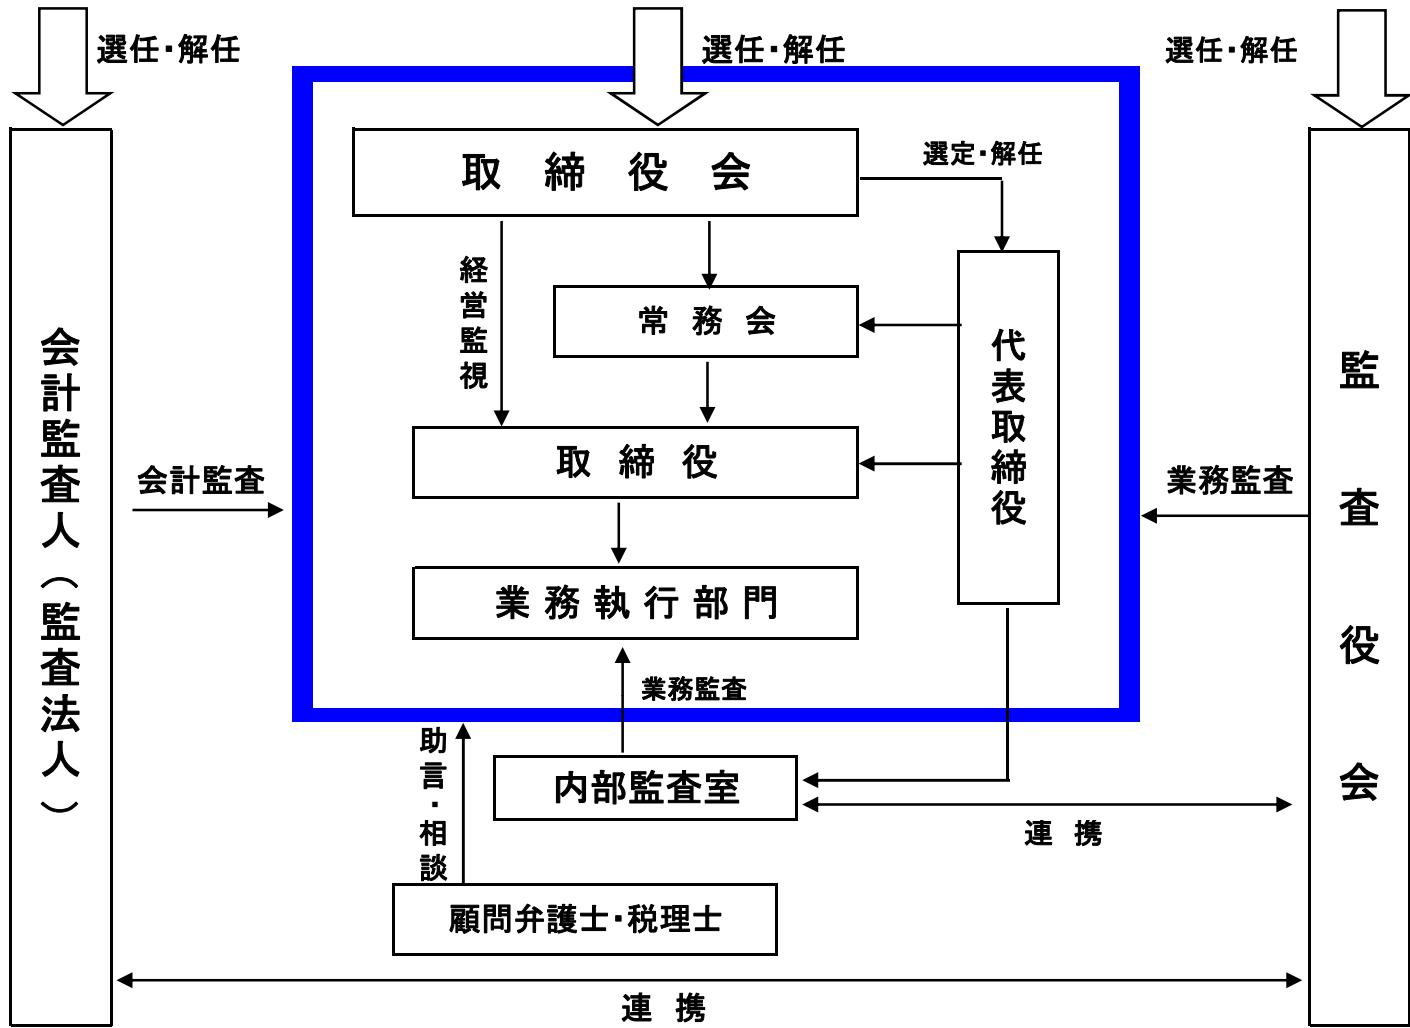 選任・解任
選任・解任
選任・解任
取締役会
選定・解任
経営監視
常務会
代表取締役
取締役
会計監査人（監査法人）
会計監査
業務監査
監査役会
業務執行部門
業務監査
助言・相談
内部監査室
連携
顧問弁護士・税理士
連携